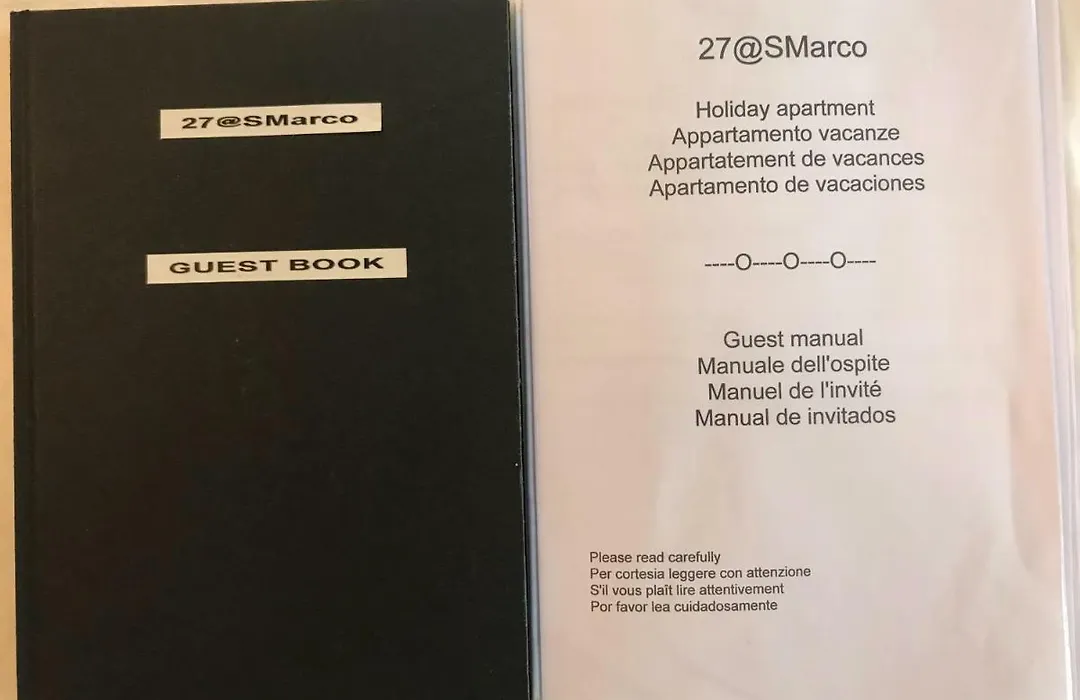 27@SMarco
GUEST BOOK
27@SMarco
Holiday apartment
Appartamento vacanze
Appartatement de vacances
Apartamento de vacaciones
----O----O----O----
Guest manual
Manuale dell'ospite
Manuel de l'invité
Manual de invitados
Please read carefully
Per cortesia leggere con attenzione
S'il vous plaît lire attentivement
Por favor lea cuidadosamente